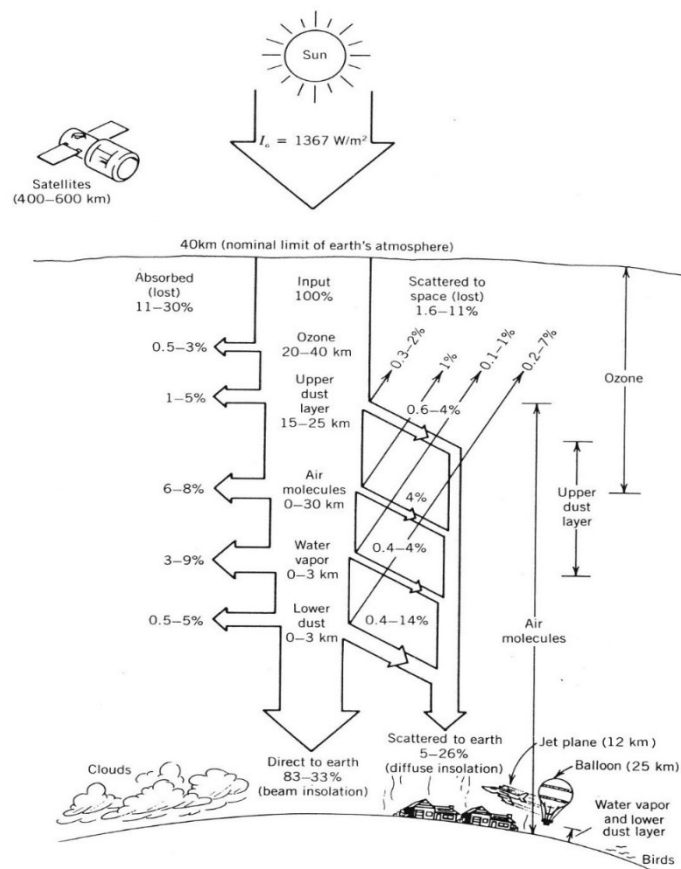 Sun
I₀ = 1367 W/m²
Satellites
(400–600 km)
40km (nominal limit of earth's atmosphere)
Absorbed
(lost)
11–30%
Input
100%
Scattered to
space (lost)
1.6–11%
0.5–3%
Ozone
20–40 km
0.3–2%
1%
0.1–1%
0.2–7%
Ozone
1–5%
Upper
dust
layer
15–25 km
0.6–4%
6–8%
Air
molecules
0–30 km
4%
Upper
dust
layer
3–9%
Water
vapor
0–3 km
0.4–4%
0.5–5%
Lower
dust
0–3 km
0.4–14%
Air
molecules
Clouds
Direct to earth
83–33%
(beam insolation)
Scattered to earth
5–26%
(diffuse insolation)
Jet plane (12 km)
Balloon (25 km)
Water vapor
and lower
dust layer
Birds